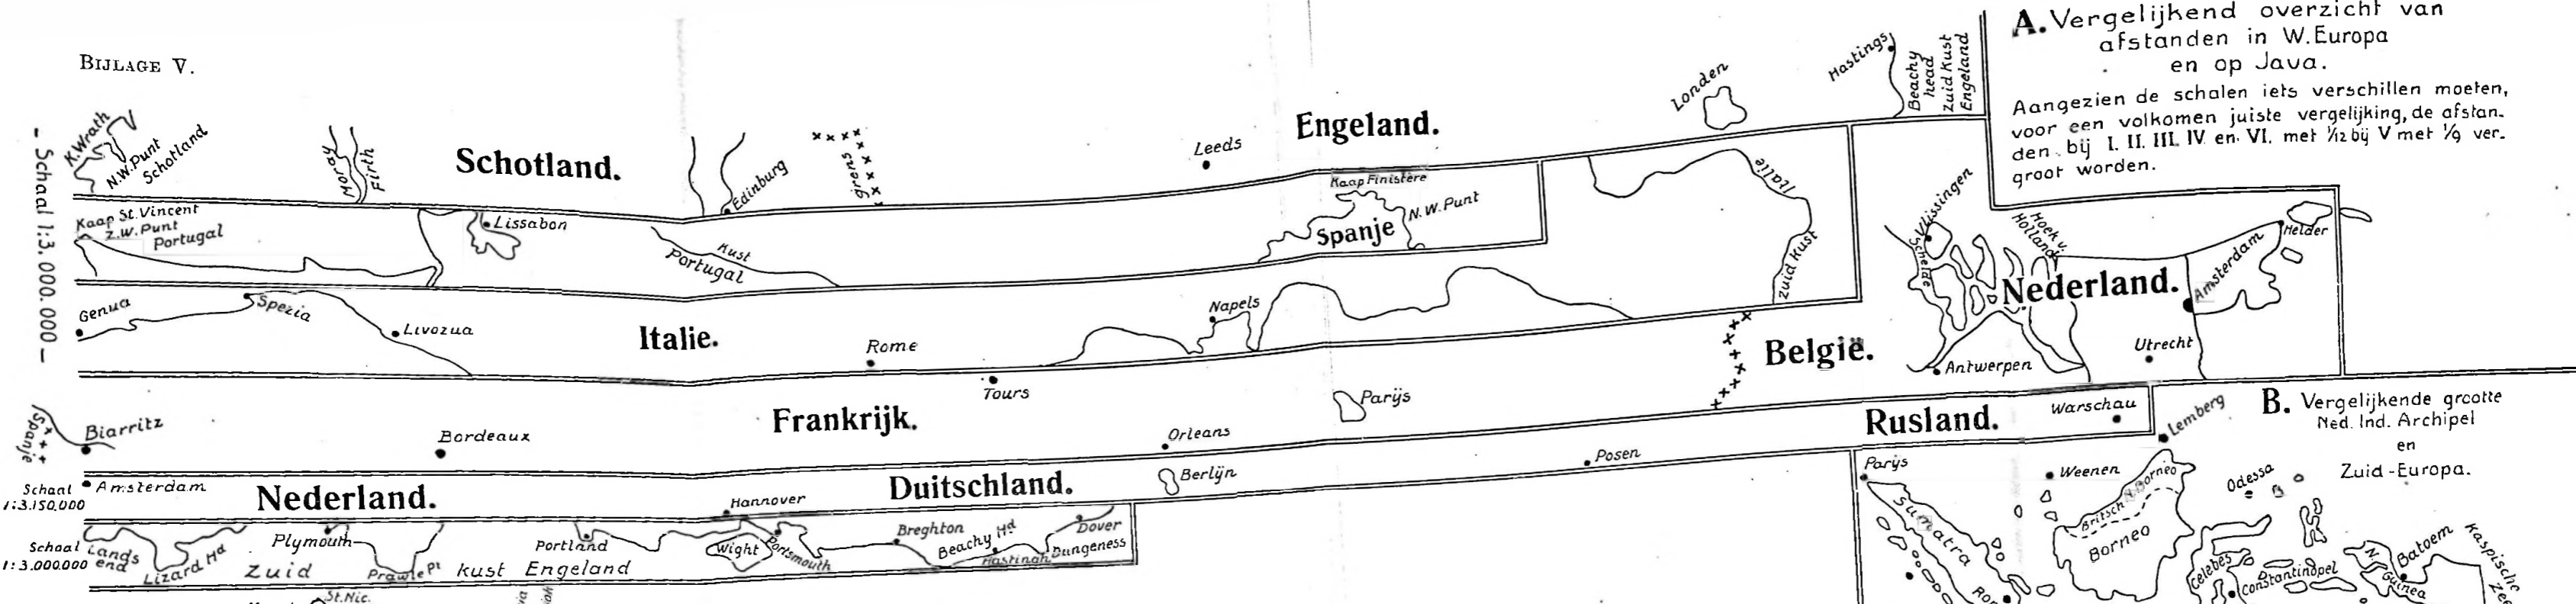 BIJLAGE V.
A. Vergelijkend overzicht van
afstanden in W. Europa
en op Java.
Aangezien de schalen iets verschillen moeten,
voor een volkomen juiste vergelijking, de afstan-
den bij I. II. III. IV en VI. met 1/12 bij V met 1/9 ver-
groot worden.
- Schaal 1:3.000.000 -
K. Wrath
N.W. Punt
Schotland
Moray
Firth
Schotland.
Edinburg
grens
Leeds
Engeland.
Londen
Hastings
Beachy
head
Zuid Kust
Engeland
Kaap St. Vincent
Z.W. Punt
Portugal
Lissabon
Kust
Portugal
Kaap Finistère
N.W. Punt
Spanje
Italie
Zuid Kust
Genua
Spezia
Livozua
Italie.
Rome
Napels
Vlissingen
Schelde
Hoek v.
Holland
Nederland.
Amsterdam
Helder
Utrecht
Antwerpen
België.
Spanje
Biarritz
Bordeaux
Tours
Frankrijk.
Orleans
Parijs
Schaal
1:3.150.000
Amsterdam
Nederland.
Hannover
Duitschland.
Berlijn
Posen
Rusland.
Warschau
Lemberg
Schaal
1:3.000.000
Lands
end
Lizard Hd
Zuid
Plymouth
Prawle Pt
kust Engeland
Portland
Wight
Portsmouth
Breghton
Beachy Hd
Hastingh
Dungeness
Dover
St. Nic.
B. Vergelijkende grootte
Ned. Ind. Archipel
en
Zuid-Europa.
Parijs
Sumatra
Weenen
Britsch N. Borneo
Borneo
Odessa
Celebes
Constantinopel
N.
Guinea
Batoem
Kaspische